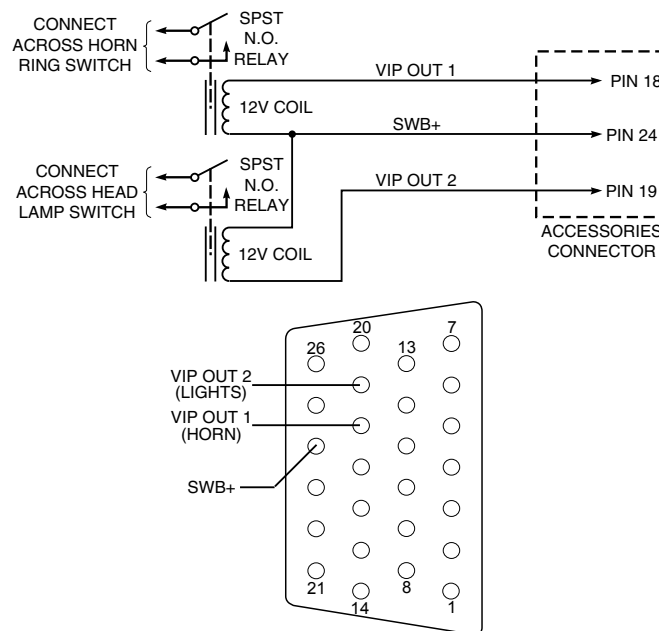 CONNECT
ACROSS HORN
RING SWITCH
SPST
N.O.
RELAY
12V COIL
VIP OUT 1
PIN 18
SWB+
PIN 24
CONNECT
ACROSS HEAD
LAMP SWITCH
SPST
N.O.
RELAY
12V COIL
VIP OUT 2
PIN 19
ACCESSORIES
CONNECTOR
20
7
26
13
VIP OUT 2
(LIGHTS)
VIP OUT 1
(HORN)
SWB+
21
8
14
1